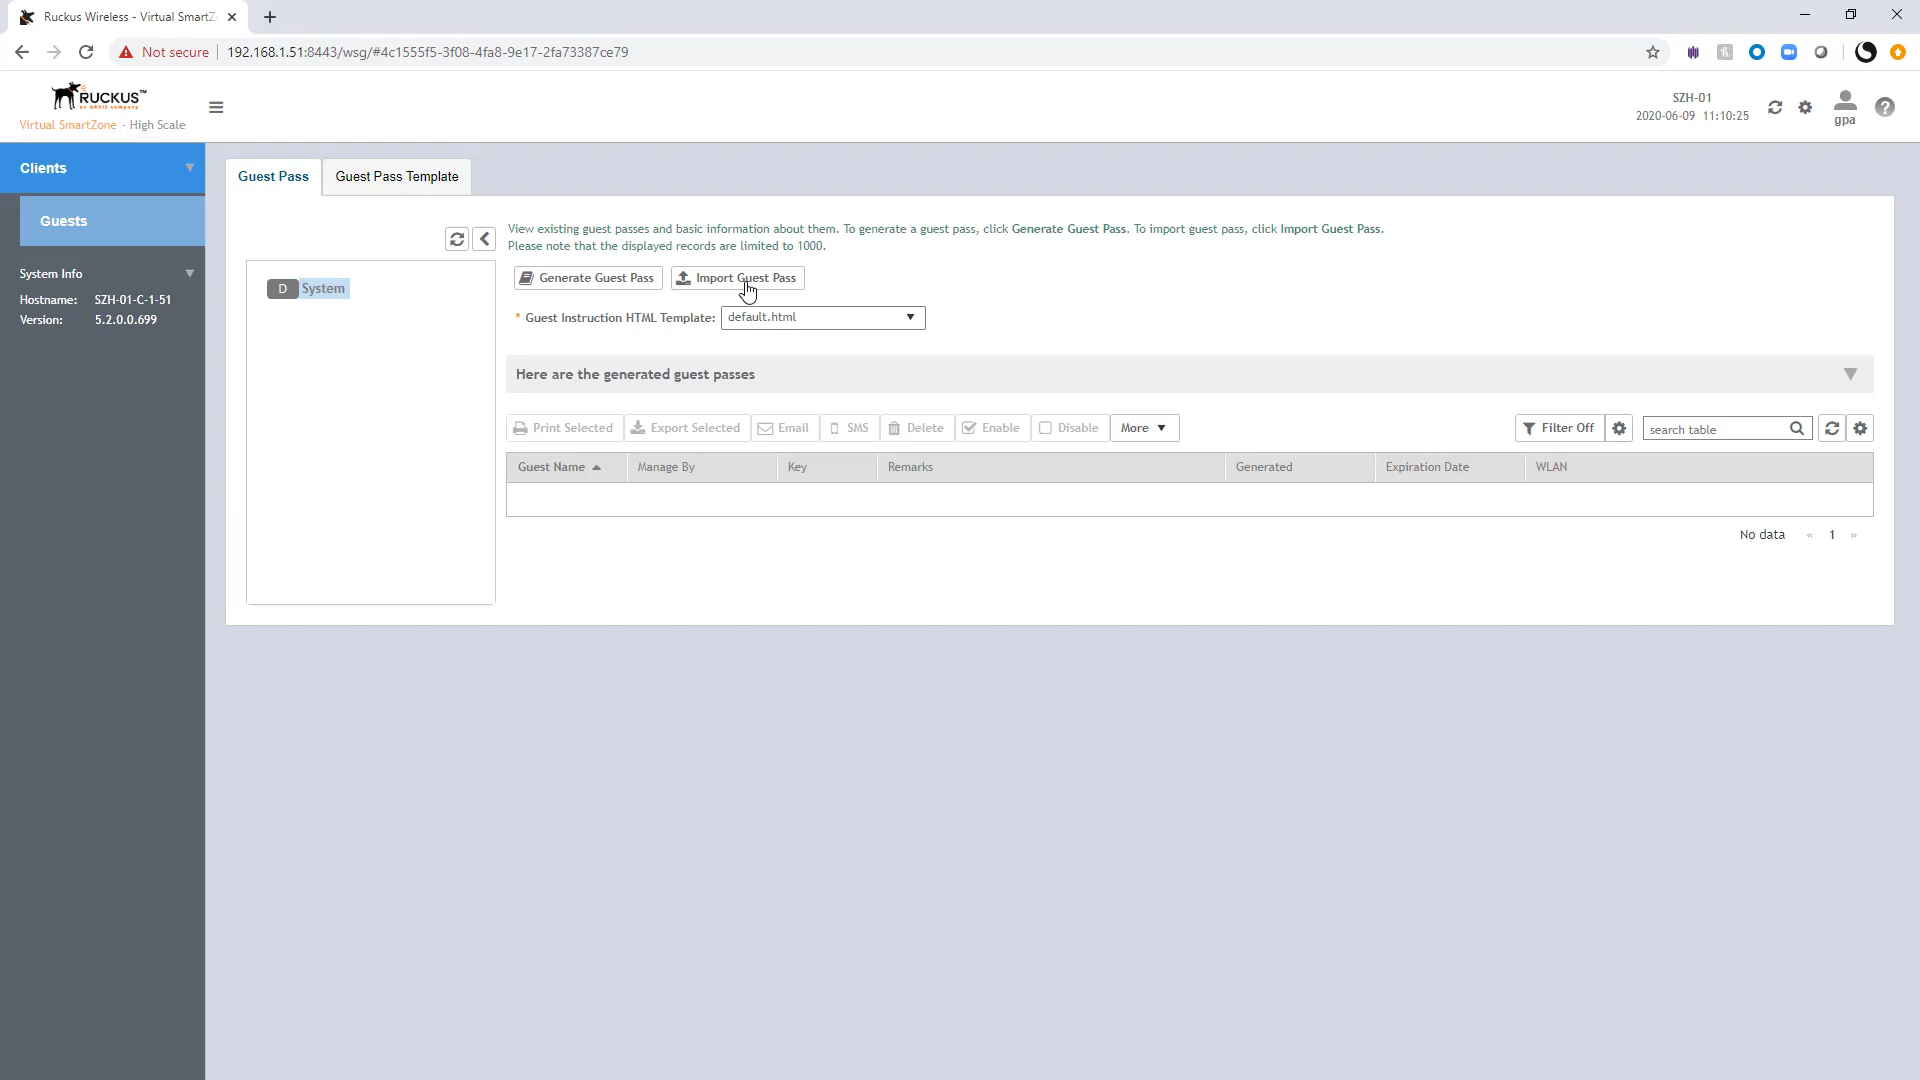 Ruckus Wireless - Virtual SmartZ
Not secure
192.168.1.51:8443/wsg/#4c1555f5-3f08-4fa8-9e17-2fa73387ce79
RUCKUS™
Virtual SmartZone - High Scale
SZH-01
2020-06-09 11:10:25
gpa
?
Clients
Guests
System Info
Hostname: SZH-01-C-1-51
Version: 5.2.0.0.699
Guest Pass
Guest Pass Template
D System
View existing guest passes and basic information about them. To generate a guest pass, click Generate Guest Pass. To import guest pass, click Import Guest Pass.
Please note that the displayed records are limited to 1000.
Generate Guest Pass
Import Guest Pass
* Guest Instruction HTML Template: default.html
Here are the generated guest passes
Print Selected Export Selected Email SMS Delete Enable Disable More
Filter Off
search table
Guest Name Manage By Key Remarks Generated Expiration Date WLAN
No data « 1 »